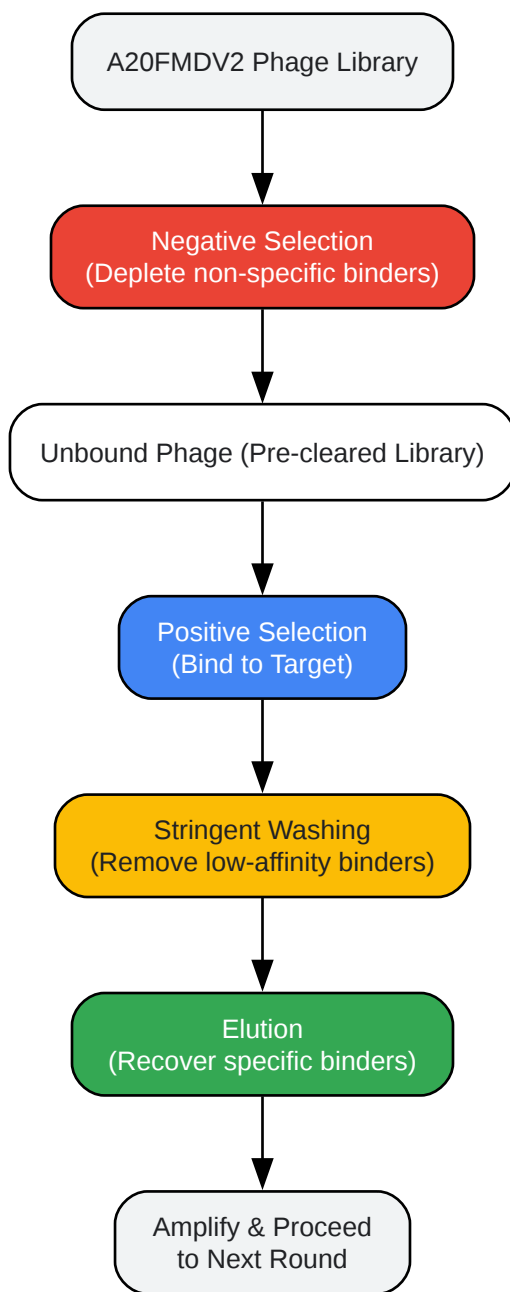 A20FMDV2 Phage Library
Negative Selection
(Deplete non-specific binders)
Unbound Phage (Pre-cleared Library)
Positive Selection
(Bind to Target)
Stringent Washing
(Remove low-affinity binders)
Elution
(Recover specific binders)
Amplify & Proceed
to Next Round